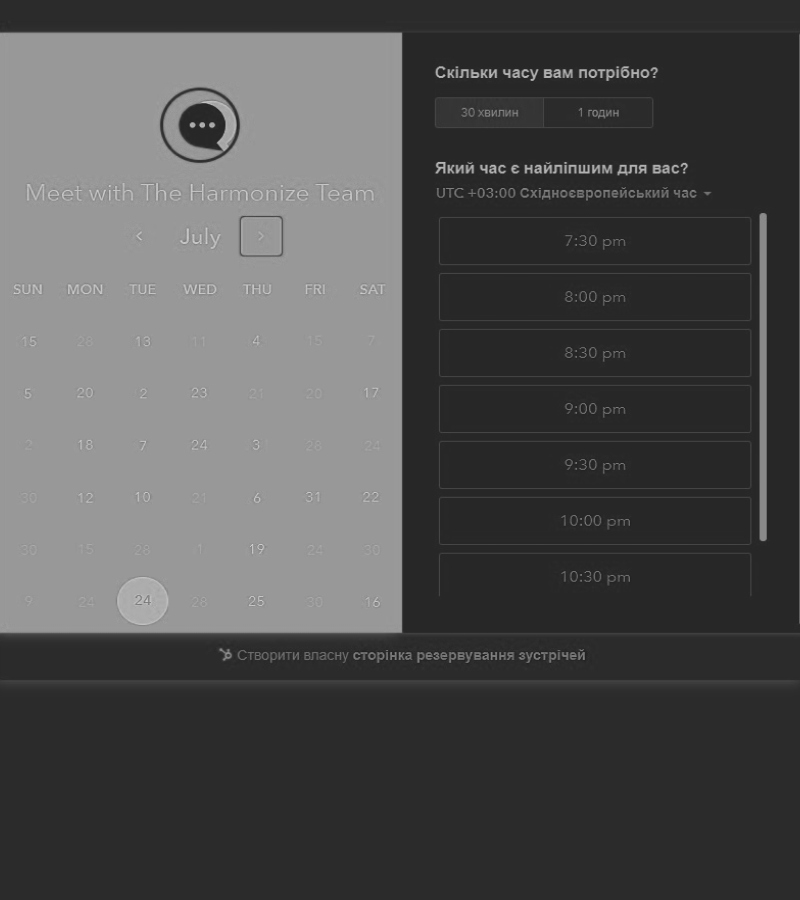 Meet with The Harmonize Team
July
SUN MON TUE WED THU FRI SAT
15 28 13 11 4 15 7
5 20 2 23 21 20 17
2 18 7 24 3 28 24
30 12 10 21 6 31 22
30 15 28 1 19 24 30
9 24 24 28 25 30 16
Скільки часу вам потрібно?
30 хвилин 1 годин
Який час є найліпшим для вас?
UTC +03:00 Східноєвропейський час
7:30 pm
8:00 pm
8:30 pm
9:00 pm
9:30 pm
10:00 pm
10:30 pm
Створити власну сторінка резервування зустрічей